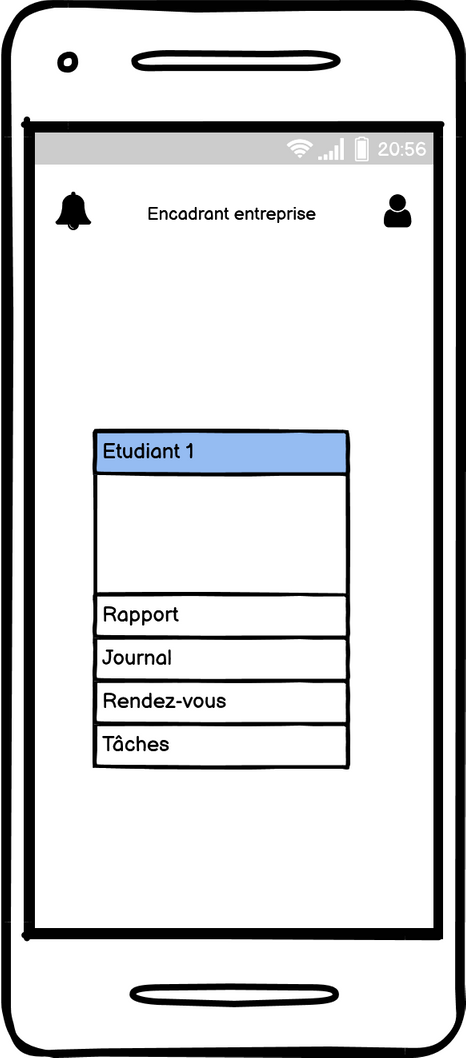 20:56
Encadrant entreprise
Etudiant 1
Rapport
Journal
Rendez-vous
Tâches